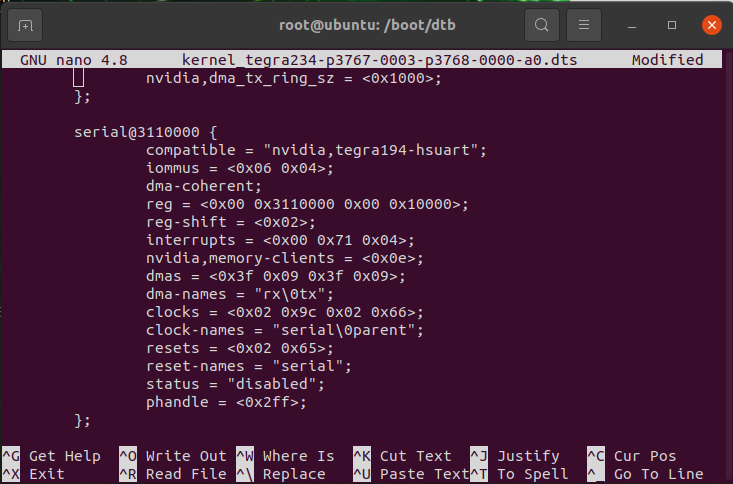 root@ubuntu: /boot/dtb
GNU nano 4.8 kernel_tegra234-p3767-0003-p3768-0000-a0.dts Modified
nvidia,dma_tx_ring_sz = <0x1000>;
};
serial@3110000 {
compatible = "nvidia,tegra194-hsuart";
iommus = <0x06 0x04>;
dma-coherent;
reg = <0x00 0x3110000 0x00 0x10000>;
reg-shift = <0x02>;
interrupts = <0x00 0x71 0x04>;
nvidia,memory-clients = <0x0e>;
dmas = <0x3f 0x09 0x3f 0x09>;
dma-names = "rx\0tx";
clocks = <0x02 0x9c 0x02 0x66>;
clock-names = "serial\0parent";
resets = <0x02 0x65>;
reset-names = "serial";
status = "disabled";
phandle = <0x2ff>;
};
^G Get Help ^O Write Out ^W Where Is ^K Cut Text ^J Justify ^C Cur Pos
^X Exit ^R Read File ^\ Replace ^U Paste Text ^T To Spell ^_ Go To Line